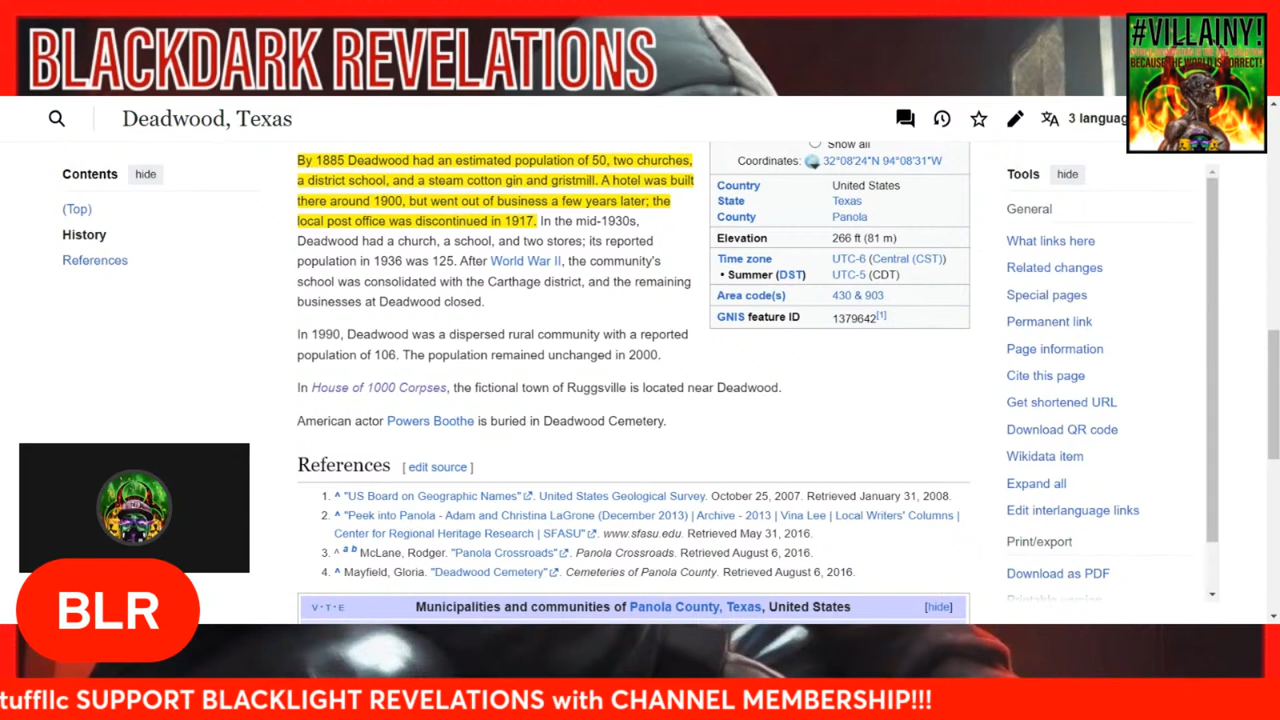 BLACKDARK REVELATIONS
#VILLAINY!
BECAUSE THE WORLD IS CORRECT!
Deadwood, Texas
3 langua
Contents
hide
(Top)
History
References
By 1885 Deadwood had an estimated population of 50, two churches,
a district school, and a steam cotton gin and gristmill. A hotel was built
there around 1900, but went out of business a few years later; the
local post office was discontinued in 1917. In the mid-1930s,
Deadwood had a church, a school, and two stores; its reported
population in 1936 was 125. After World War II, the community's
school was consolidated with the Carthage district, and the remaining
businesses at Deadwood closed.
In 1990, Deadwood was a dispersed rural community with a reported
population of 106. The population remained unchanged in 2000.
In House of 1000 Corpses, the fictional town of Ruggsville is located near Deadwood.
American actor Powers Boothe is buried in Deadwood Cemetery.
Show all
Coordinates: 32°08′24″N 94°08′31″W
Country United States
State Texas
County Panola
Elevation 266 ft (81 m)
Time zone UTC-6 (Central (CST))
• Summer (DST) UTC-5 (CDT)
Area code(s) 430 & 903
GNIS feature ID 1379642[1]
References [ edit source ]
1. ^ "US Board on Geographic Names". United States Geological Survey. October 25, 2007. Retrieved January 31, 2008.
2. ^ "Peek into Panola - Adam and Christina LaGrone (December 2013) | Archive - 2013 | Vina Lee | Local Writers' Columns |
Center for Regional Heritage Research | SFASU". www.sfasu.edu. Retrieved May 31, 2016.
3. ^ a b McLane, Rodger. "Panola Crossroads". Panola Crossroads. Retrieved August 6, 2016.
4. ^ Mayfield, Gloria. "Deadwood Cemetery". Cemeteries of Panola County. Retrieved August 6, 2016.
V·T·E Municipalities and communities of Panola County, Texas, United States [hide]
Tools
hide
General
What links here
Related changes
Special pages
Permanent link
Page information
Cite this page
Get shortened URL
Download QR code
Wikidata item
Expand all
Edit interlanguage links
Print/export
Download as PDF
Printable version
BLR
tuffllc SUPPORT BLACKLIGHT REVELATIONS with CHANNEL MEMBERSHIP!!!